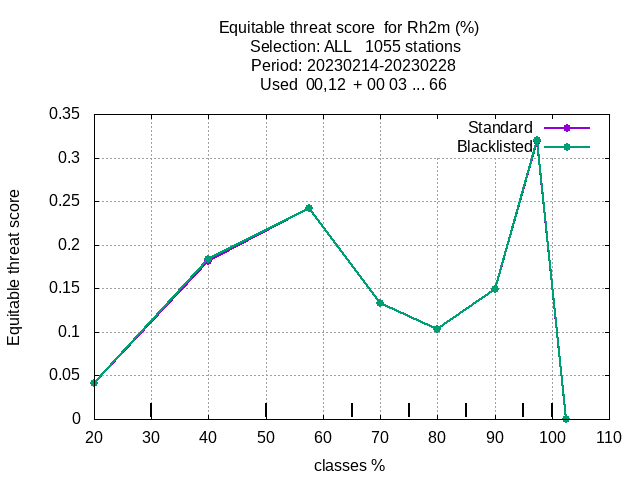 Equitable threat score  for Rh2m (%)
Selection: ALL   1055 stations
Period: 20230214-20230228
Used  00,12  + 00 03 ... 66
Standard
Blacklisted
0.35
0.3
0.25
0.2
0.15
0.1
0.05
0
Equitable threat score
20 30 40 50 60 70 80 90 100 110
classes %